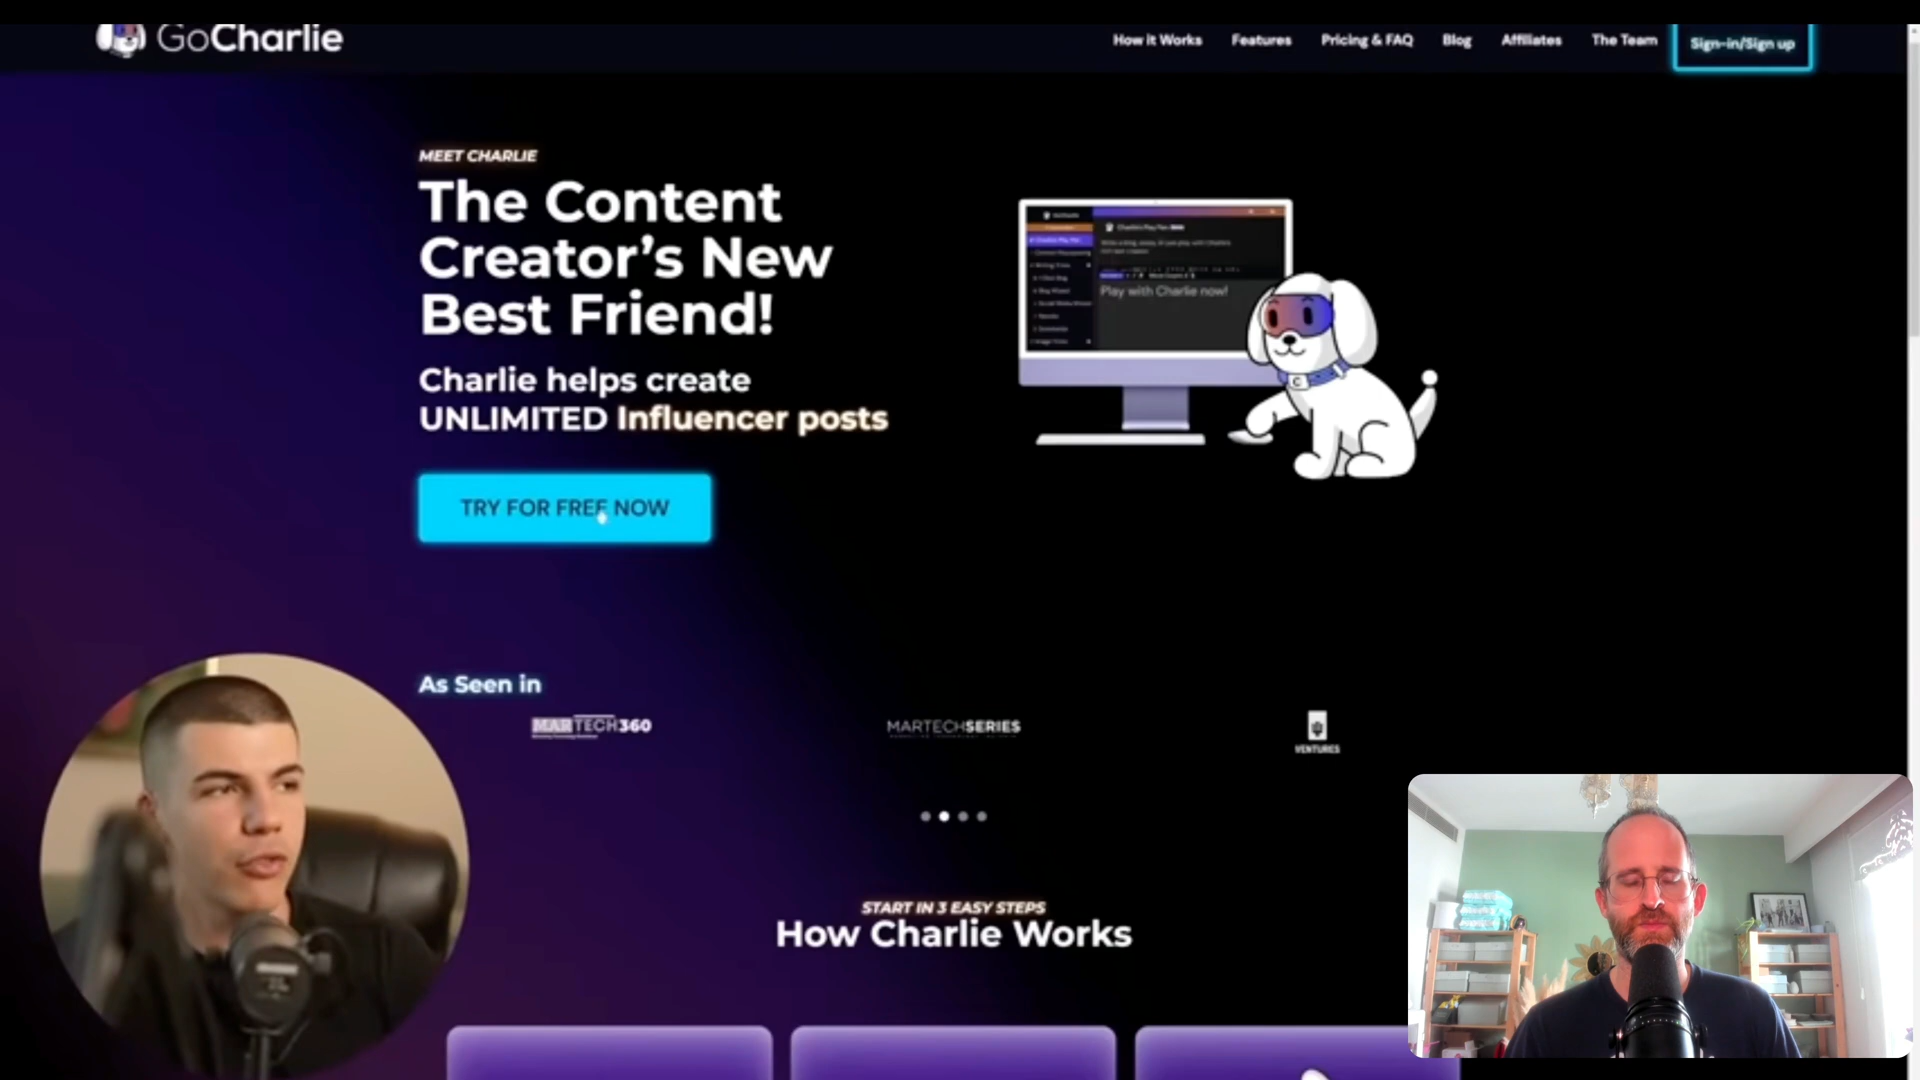 GoCharlie
How it Works
Features
Pricing & FAQ
Blog
Affiliates
The Team
Sign-in/Sign up
MEET CHARLIE
The Content
Creator's New
Best Friend!
Charlie helps create
UNLIMITED Influencer posts
Play with Charlie now!
C
TRY FOR FREE NOW
As Seen in
MARTECH360
MARTECHSERIES
VENTURES
START IN 3 EASY STEPS
How Charlie Works